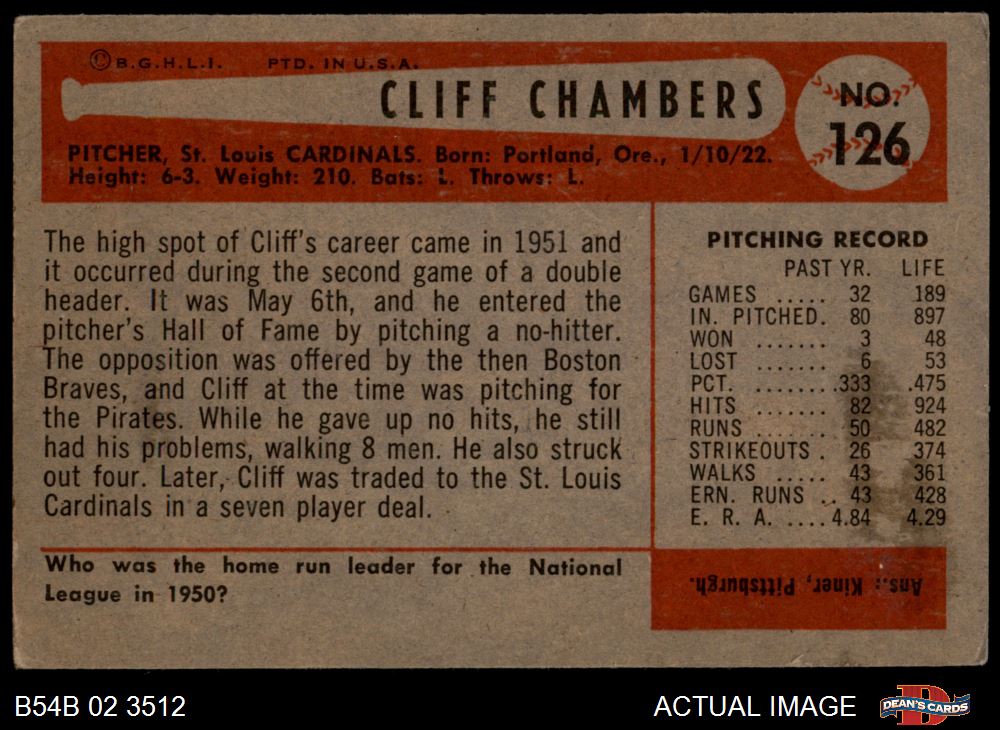 ©B.G.H.L.I. PTD. IN U.S.A.
CLIFF CHAMBERS
NO.
126
PITCHER, St. Louis CARDINALS. Born: Portland, Ore., 1/10/22.
Height: 6-3. Weight: 210. Bats: L. Throws: L.
The high spot of Cliff's career came in 1951 and
it occurred during the second game of a double
header. It was May 6th, and he entered the
pitcher's Hall of Fame by pitching a no-hitter.
The opposition was offered by the then Boston
Braves, and Cliff at the time was pitching for
the Pirates. While he gave up no hits, he still
had his problems, walking 8 men. He also struck
out four. Later, Cliff was traded to the St. Louis
Cardinals in a seven player deal.
PITCHING RECORD
PAST YR. LIFE
GAMES ..... 32 189
IN. PITCHED. 80 897
WON ....... 3 48
LOST ....... 6 53
PCT. ....... .333 .475
HITS ....... 82 924
RUNS ....... 50 482
STRIKEOUTS . 26 374
WALKS ..... 43 361
ERN. RUNS .. 43 428
E. R. A. .... 4.84 4.29
Who was the home run leader for the National
League in 1950?
Ans.: Kiner, Pittsburgh.
B54B 02 3512
ACTUAL IMAGE
D
DEAN'S CARDS